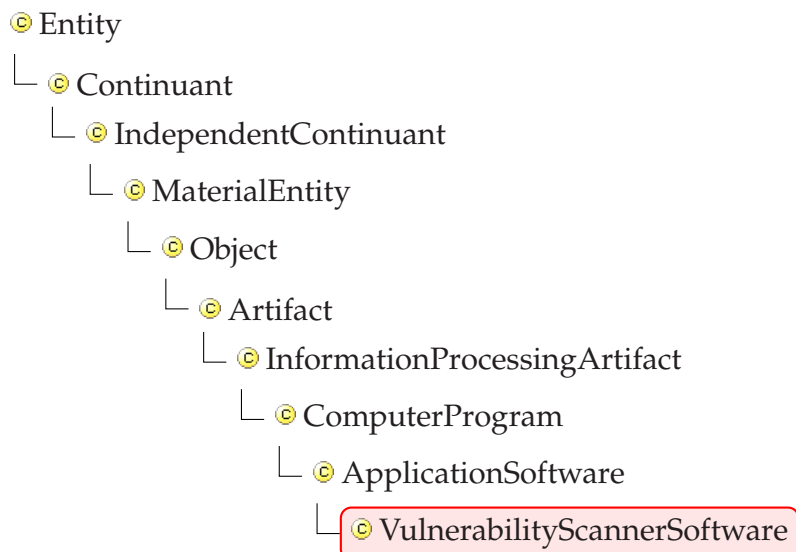 Entity
Continuant
IndependentContinuant
MaterialEntity
Object
Artifact
InformationProcessingArtifact
ComputerProgram
ApplicationSoftware
VulnerabilityScannerSoftware